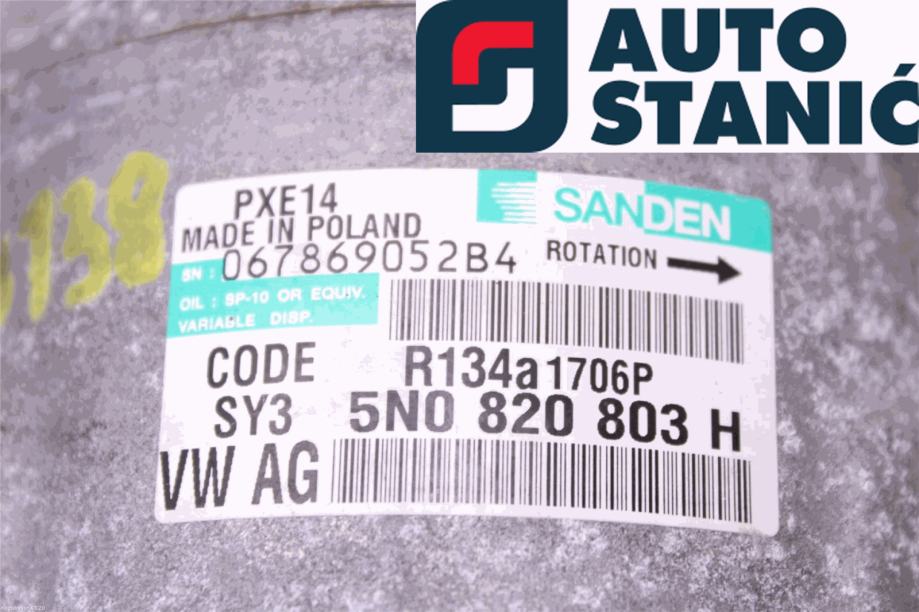 AUTO
STANIĆ
138
PXE14
SANDEN
MADE IN POLAND
SN : 067869052B4
ROTATION
OIL : SP-10 OR EQUIV.
VARIABLE DISP.
CODE
R134a 1706P
SY3
5N0 820 803 H
VW AG